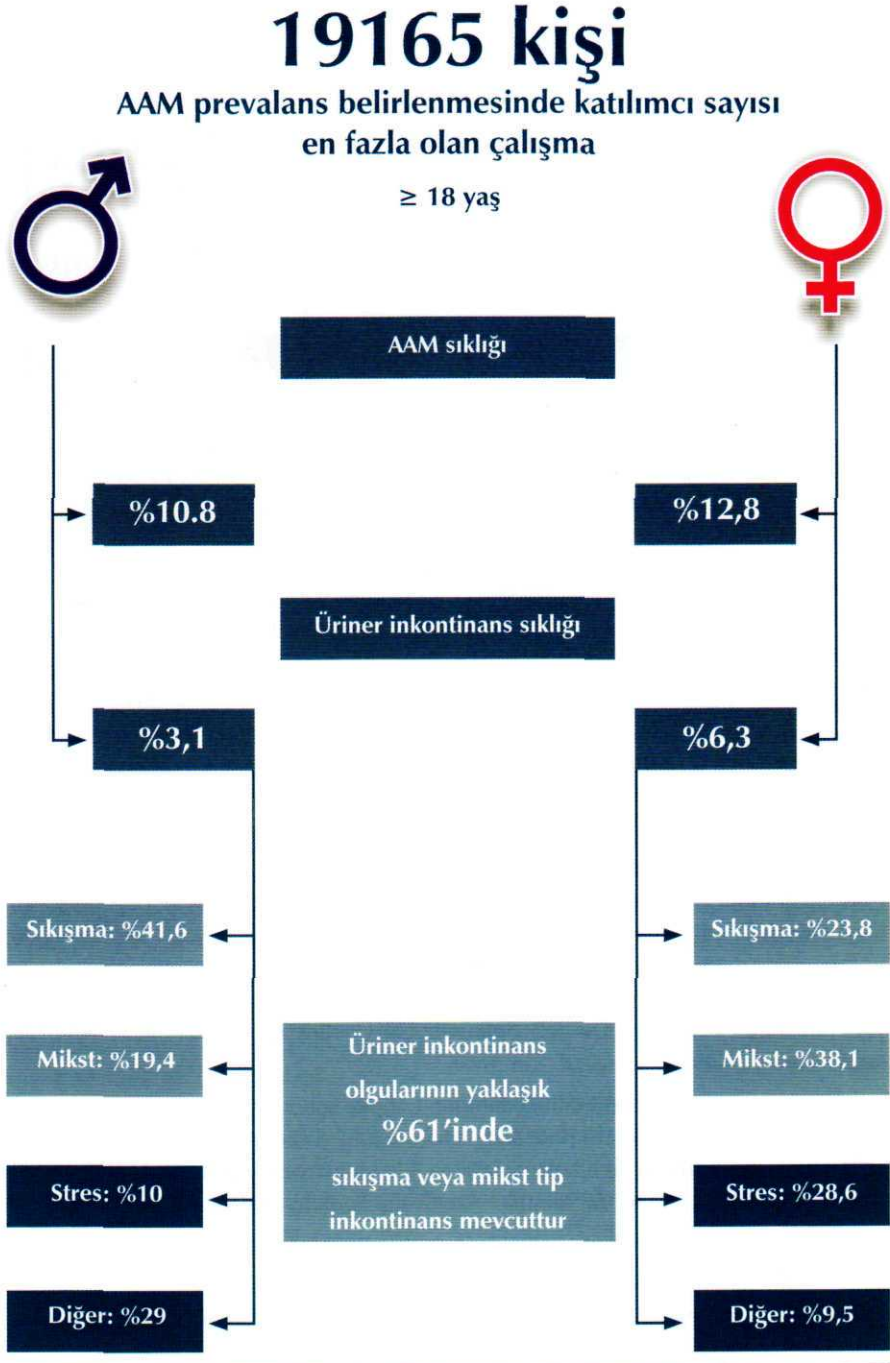 19165 kişi
AAM prevalans belirlenmesinde katılımcı sayısı
en fazla olan çalışma
≥ 18 yaş
AAM sıklığı
%10.8
%12,8
Üriner inkontinans sıklığı
%3,1
%6,3
Sıkışma: %41,6
Sıkışma: %23,8
Mikst: %19,4
Mikst: %38,1
Üriner inkontinans
olgularının yaklaşık
%61'inde
sıkışma veya mikst tip
inkontinans mevcuttur
Stres: %10
Stres: %28,6
Diğer: %29
Diğer: %9,5